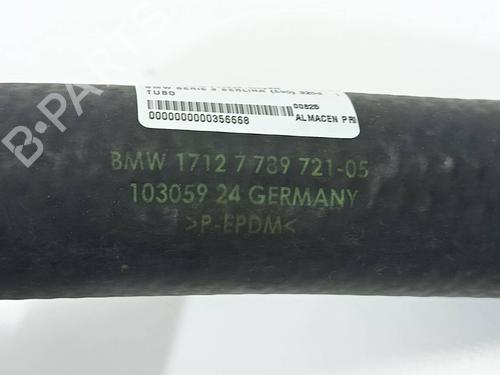 BMW SERIE 3 BERLINA (E90) 320d
TUBO
00825
0000000000356668
ALMACEN PRI
BMW 1712 7 789 721-05
103059 24 GERMANY
>P-EPDM<
B-Parts